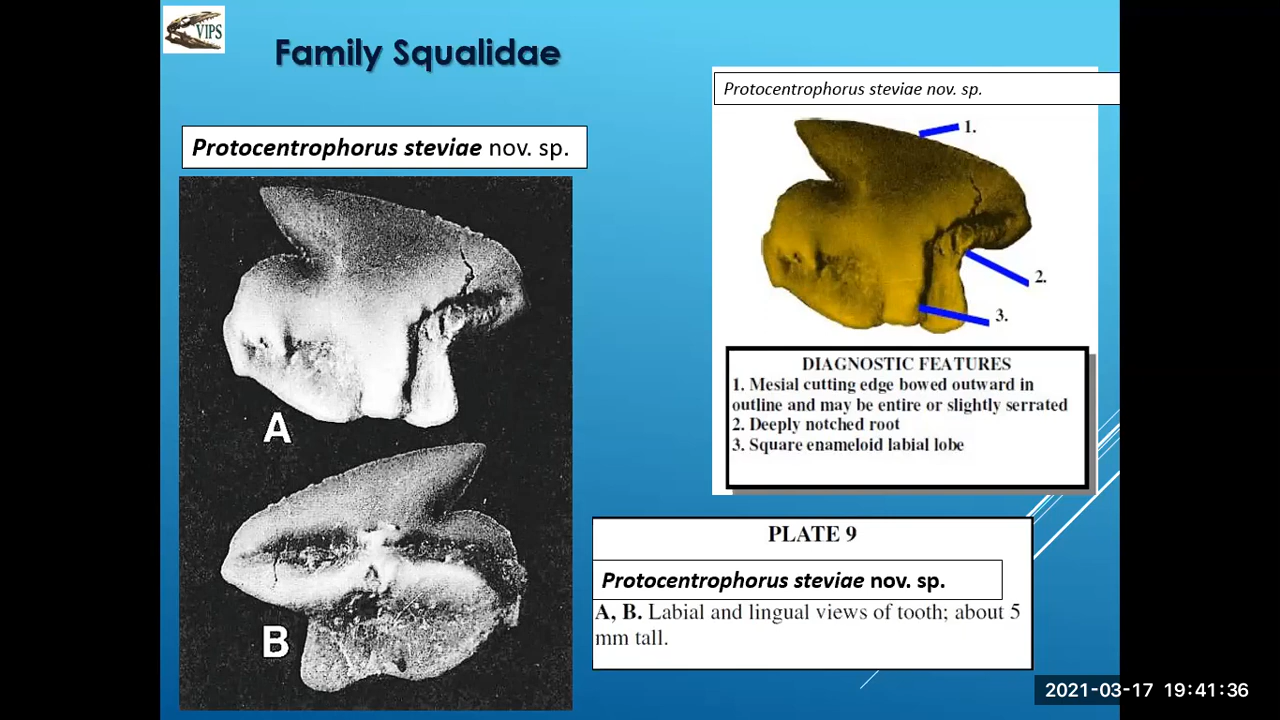 VIPS
Family Squalidae
Protocentrophorus steviae nov. sp.
A
B
Protocentrophorus steviae nov. sp.
1.
2.
3.
DIAGNOSTIC FEATURES
1. Mesial cutting edge bowed outward in
outline and may be entire or slightly serrated
2. Deeply notched root
3. Square enameloid labial lobe
PLATE 9
Protocentrophorus steviae nov. sp.
A, B. Labial and lingual views of tooth; about 5
mm tall.
2021-03-17 19:41:36